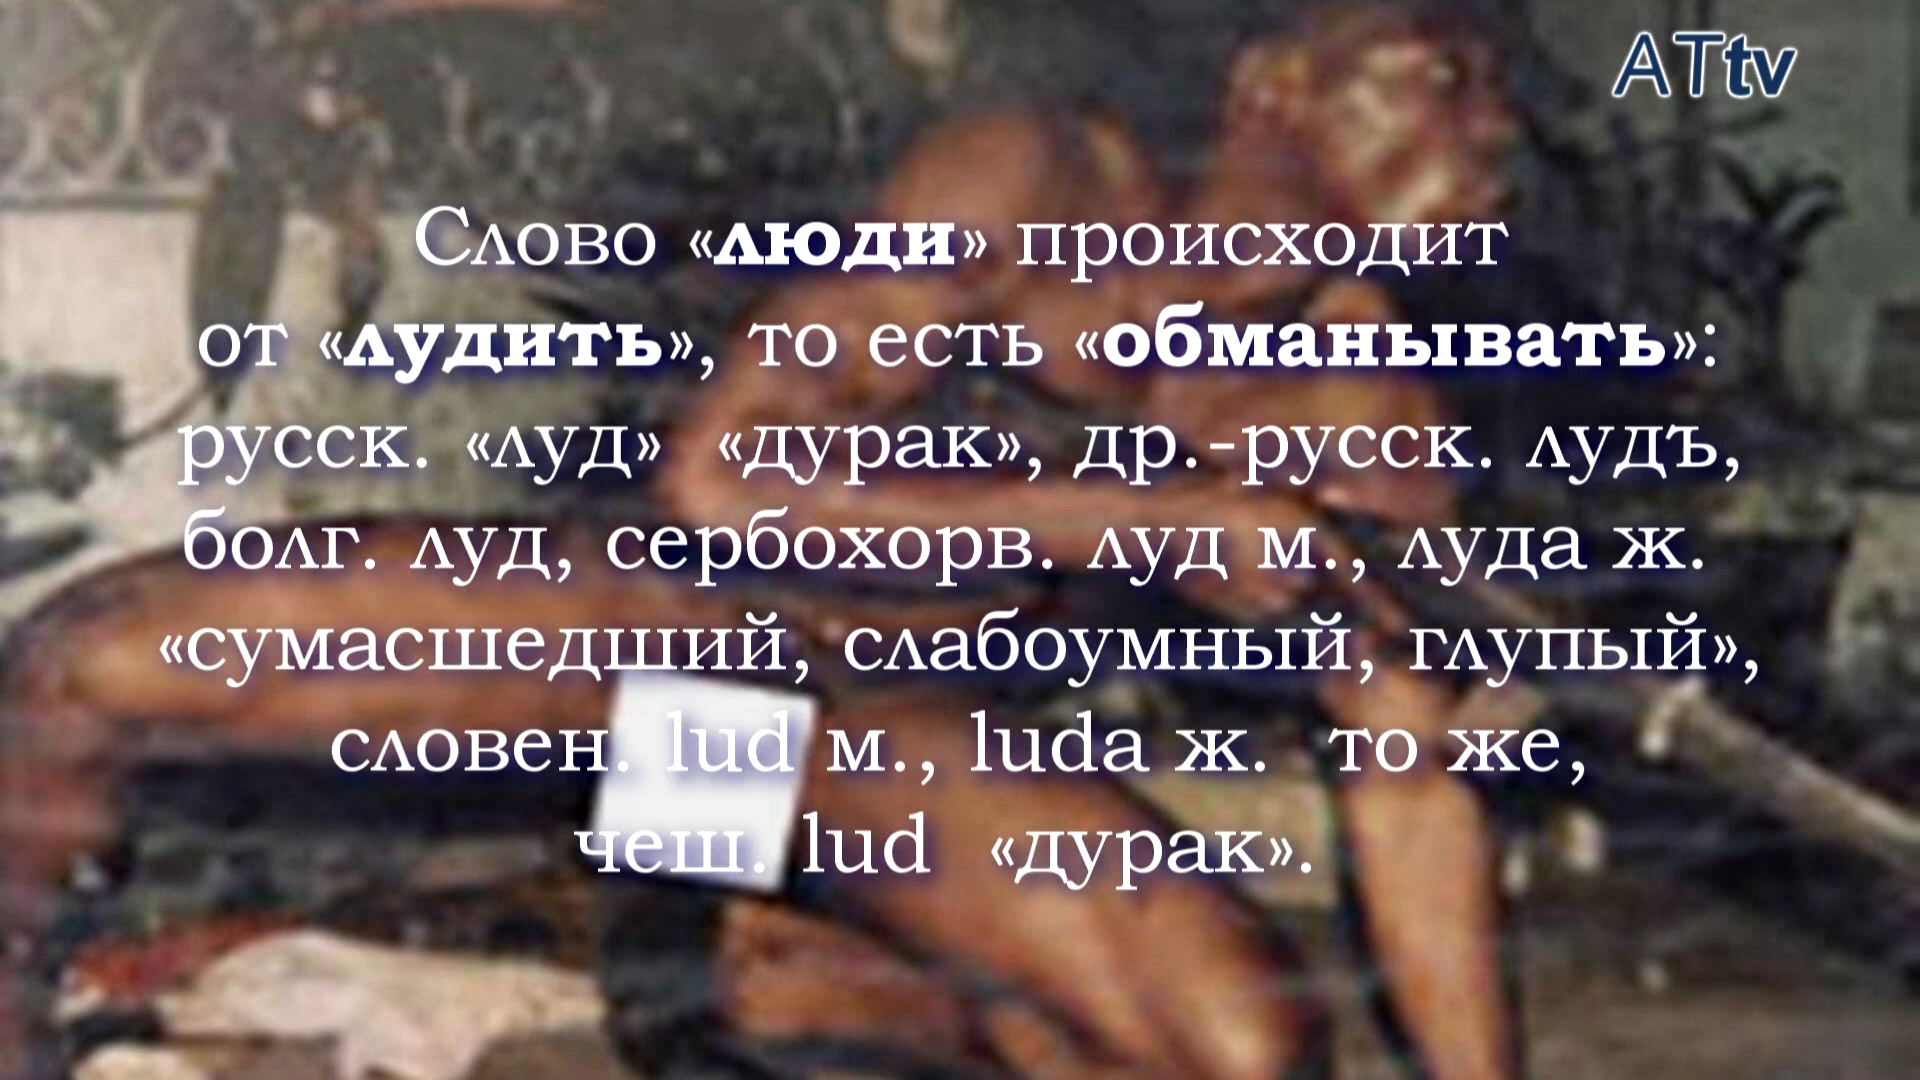 ATtv
Слово «люди» происходит
от «лудить», то есть «обманывать»:
русск. «луд» «дурак», др.-русск. лудъ,
болг. луд, сербохорв. луд м., луда ж.
«сумасшедший, слабоумный, глупый»,
словен. lud м., luda ж. то же,
чеш. lud «дурак».